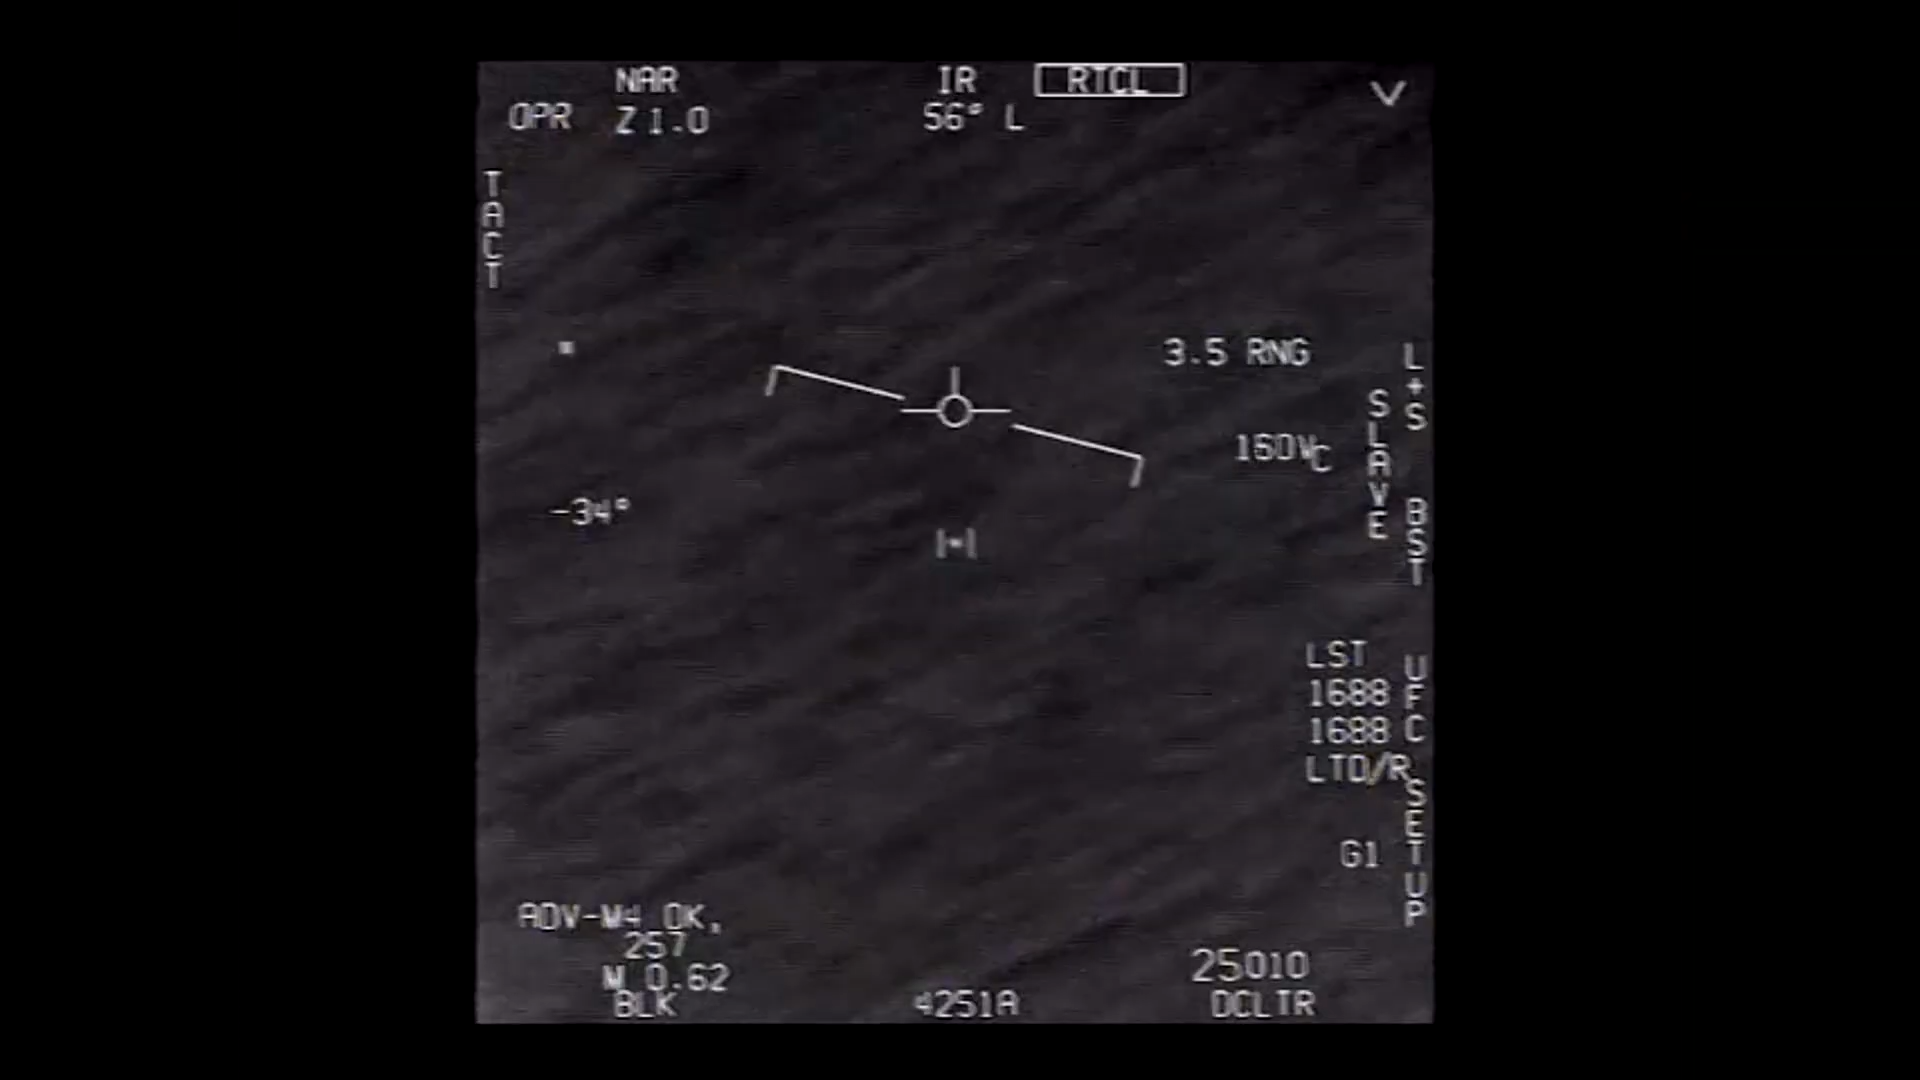 NAR IR RTCL
OPR Z 1.0 56° L
TACT
3.5 RNG
L+S
SLAVE
160Vc
-34°
BST
LST
1688
1688
UFC
LTD/R
SETUP
G1
ADV-M4 OK,
257
M 0.62
25010
BLK 4251A DCLTR